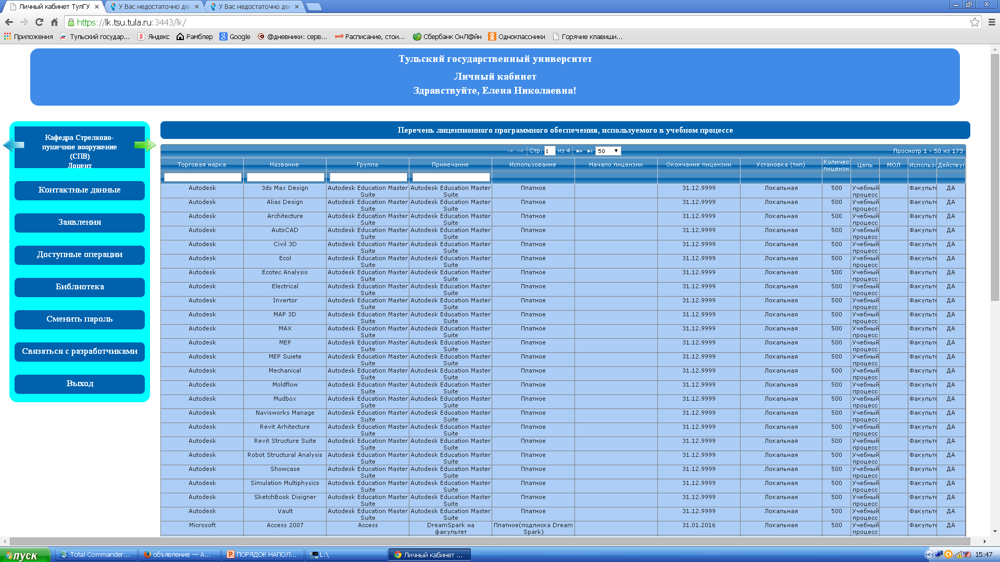 Личный кабинет ТулГУ
У Вас недостаточно де
У Вас недостаточно де
https://lk.tsu.tula.ru:3443/lk/
Приложения Тульский государ... Яндекс Рамблер Google @дневники: серв... Расписание, стои... Сбербанк ОнЛ@йн Одноклассники Горячие клавиши...
Тульский государственный университет
Личный кабинет
Здравствуйте, Елена Николаевна!
Кафедра Стрелково-
пушечное вооружение
(СПВ)
Доцент
Контактные данные
Заявления
Доступные операции
Библиотека
Сменить пароль
Связаться с разработчиками
Выход
Перечень лицензионного программного обеспечения, используемого в учебном процессе
Стр. 1 из 4 50 Просмотр 1 - 50 из 173
Торговая марка Название Группа Примечание Использование Начало лицензии Окончание лицензии Установка (тип) Количес лицензи Цель МОЛ Использ Действу
Autodesk 3ds Max Design Autodesk Education Master Suite Autodesk Education Master Suite Платное 31.12.9999 Локальная 500 Учебный процесс Факульте ДА
Autodesk Alias Design Autodesk Education Master Suite Autodesk Education Master Suite Платное 31.12.9999 Локальная 500 Учебный процесс Факульте ДА
Autodesk Architecture Autodesk Education Master Suite Autodesk Education Master Suite Платное 31.12.9999 Локальная 500 Учебный процесс Факульте ДА
Autodesk AutoCAD Autodesk Education Master Suite Autodesk Education Master Suite Платное 31.12.9999 Локальная 500 Учебный процесс Факульте ДА
Autodesk Civil 3D Autodesk Education Master Suite Autodesk Education Master Suite Платное 31.12.9999 Локальная 500 Учебный процесс Факульте ДА
Autodesk Ecol Autodesk Education Master Suite Autodesk Education Master Suite Платное 31.12.9999 Локальная 500 Учебный процесс Факульте ДА
Autodesk Ecotec Analysis Autodesk Education Master Suite Autodesk Education Master Suite Платное 31.12.9999 Локальная 500 Учебный процесс Факульте ДА
Autodesk Electrical Autodesk Education Master Suite Autodesk Education Master Suite Платное 31.12.9999 Локальная 500 Учебный процесс Факульте ДА
Autodesk Invertor Autodesk Education Master Suite Autodesk Education Master Suite Платное 31.12.9999 Локальная 500 Учебный процесс Факульте ДА
Autodesk MAP 3D Autodesk Education Master Suite Autodesk Education Master Suite Платное 31.12.9999 Локальная 500 Учебный процесс Факульте ДА
Autodesk MAX Autodesk Education Master Suite Autodesk Education Master Suite Платное 31.12.9999 Локальная 500 Учебный процесс Факульте ДА
Autodesk MEP Autodesk Education Master Suite Autodesk Education Master Suite Платное 31.12.9999 Локальная 500 Учебный процесс Факульте ДА
Autodesk MEP Suiete Autodesk Education Master Suite Autodesk Education Master Suite Платное 31.12.9999 Локальная 500 Учебный процесс Факульте ДА
Autodesk Mechanical Autodesk Education Master Suite Autodesk Education Master Suite Платное 31.12.9999 Локальная 500 Учебный процесс Факульте ДА
Autodesk Moldflow Autodesk Education Master Suite Autodesk Education Master Suite Платное 31.12.9999 Локальная 500 Учебный процесс Факульте ДА
Autodesk Mudbox Autodesk Education Master Suite Autodesk Education Master Suite Платное 31.12.9999 Локальная 500 Учебный процесс Факульте ДА
Autodesk Navisworks Manage Autodesk Education Master Suite Autodesk Education Master Suite Платное 31.12.9999 Локальная 500 Учебный процесс Факульте ДА
Autodesk Revit Arhitecture Autodesk Education Master Suite Autodesk Education Master Suite Платное 31.12.9999 Локальная 500 Учебный процесс Факульте ДА
Autodesk Revit Structure Suite Autodesk Education Master Suite Autodesk Education Master Suite Платное 31.12.9999 Локальная 500 Учебный процесс Факульте ДА
Autodesk Robot Structural Analysis Autodesk Education Master Suite Autodesk Education Master Suite Платное 31.12.9999 Локальная 500 Учебный процесс Факульте ДА
Autodesk Showcase Autodesk Education Master Suite Autodesk Education Master Suite Платное 31.12.9999 Локальная 500 Учебный процесс Факульте ДА
Autodesk Simulation Multiphysics Autodesk Education Master Suite Autodesk Education Master Suite Платное 31.12.9999 Локальная 500 Учебный процесс Факульте ДА
Autodesk SketchBook Disigner Autodesk Education Master Suite Autodesk Education Master Suite Платное 31.12.9999 Локальная 500 Учебный процесс Факульте ДА
Autodesk Vault Autodesk Education Master Suite Autodesk Education Master Suite Платное 31.12.9999 Локальная 500 Учебный процесс Факульте ДА
Microsoft Access 2007 Access DreamSpark на факультет Платное(подписка Dream Spark) 31.01.2016 Локальная 500 Учебный процесс Факульте ДА
пуск Total Commander... объявление — A... ПОРЯДОК НАПОЛ... L:\ Личный кабинет ... 15:47